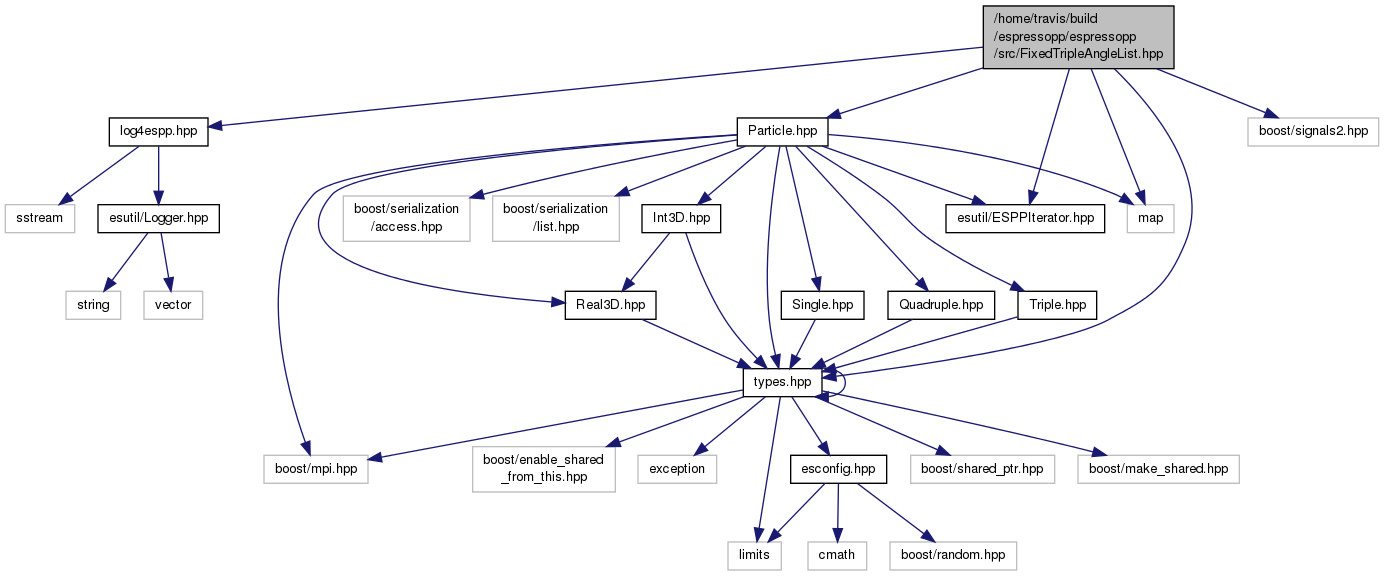 /home/travis/build
/espressopp/espressopp
/src/FixedTripleAngleList.hpp
log4espp.hpp
Particle.hpp
boost/signals2.hpp
sstream
esutil/Logger.hpp
boost/serialization
/access.hpp
boost/serialization
/list.hpp
Int3D.hpp
esutil/ESPPIterator.hpp
map
string
vector
Real3D.hpp
Single.hpp
Quadruple.hpp
Triple.hpp
types.hpp
boost/mpi.hpp
boost/enable_shared
_from_this.hpp
exception
esconfig.hpp
boost/shared_ptr.hpp
boost/make_shared.hpp
limits
cmath
boost/random.hpp